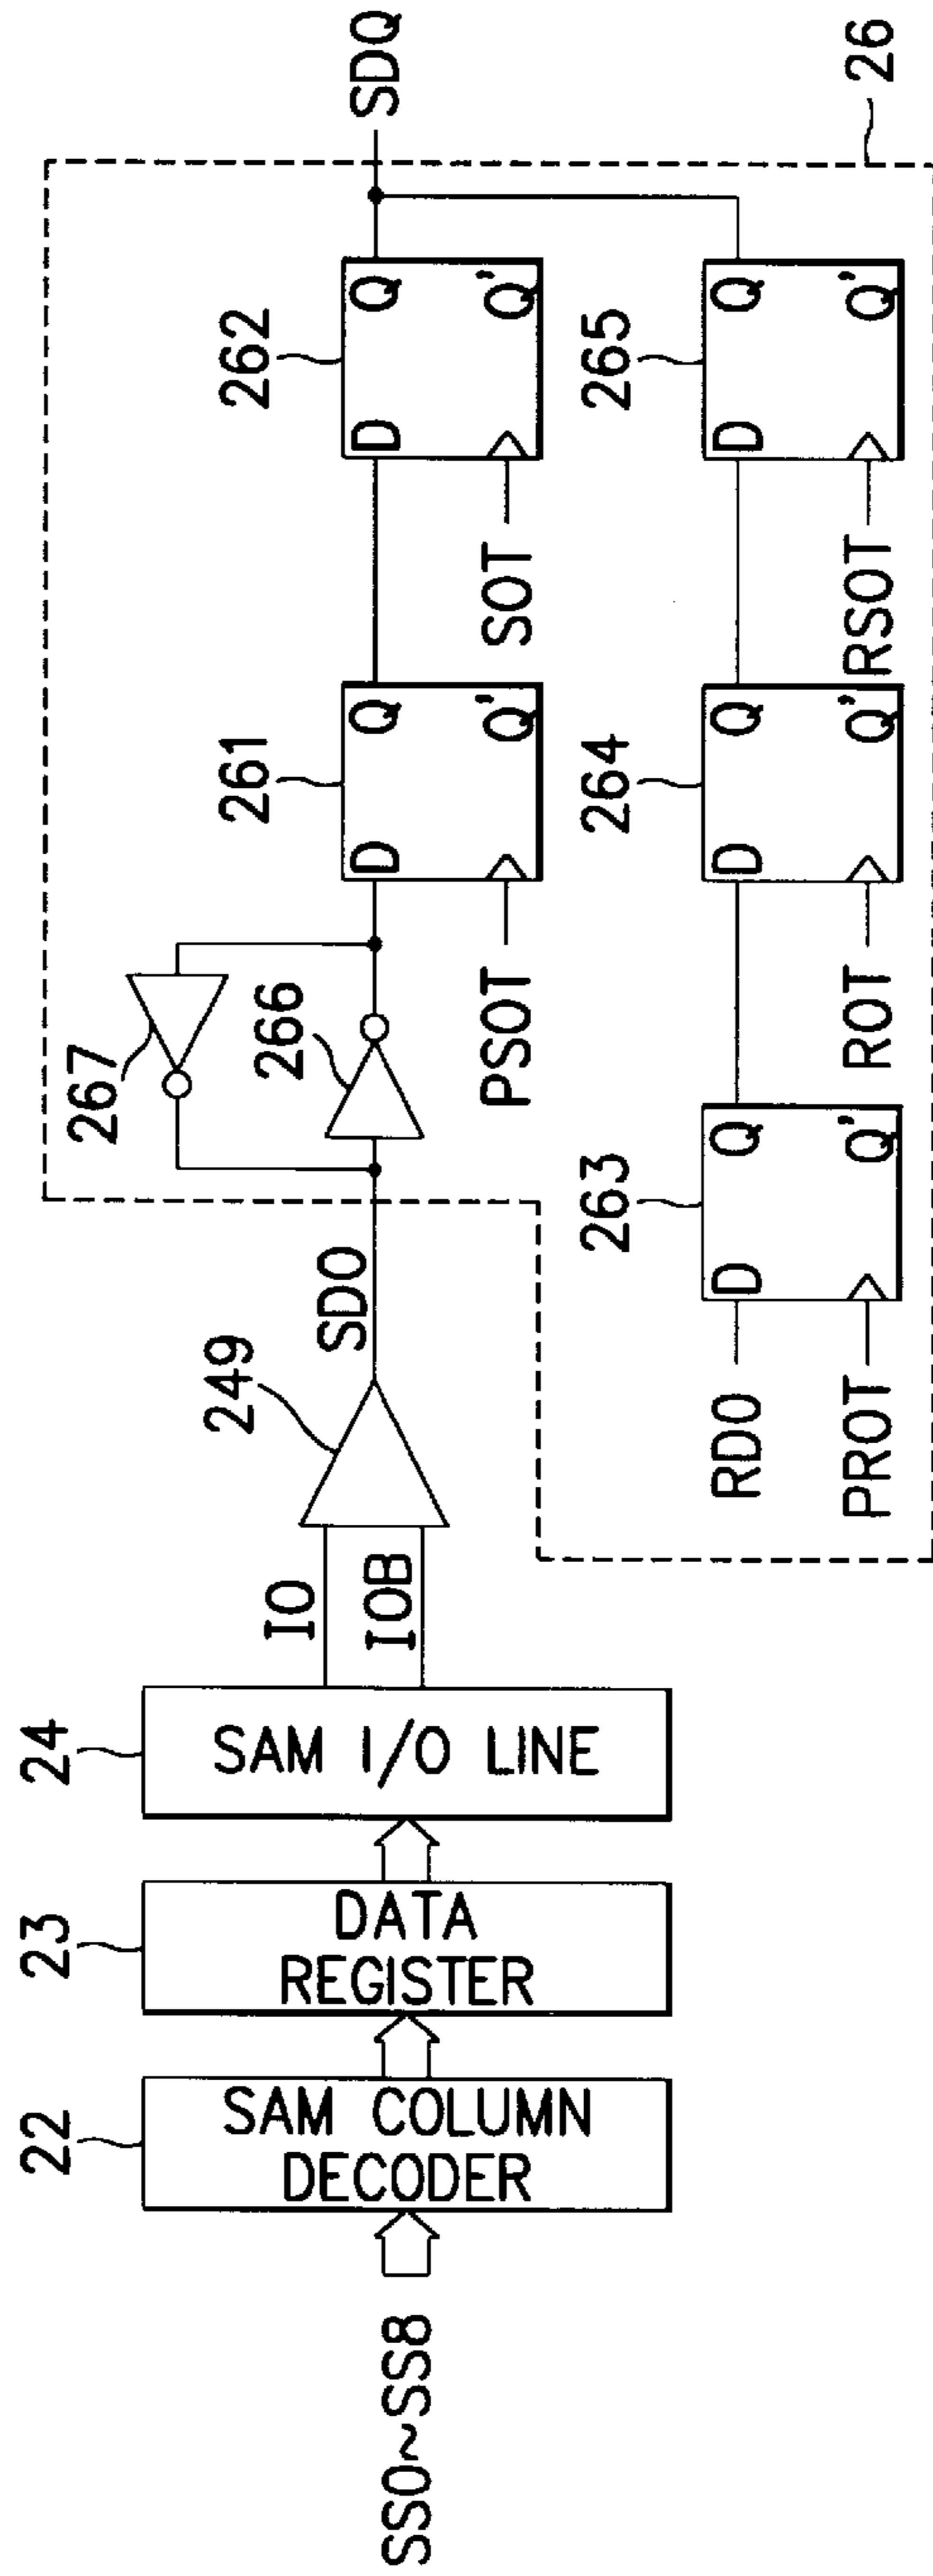 SS0~SS8
22
SAM COLUMN
DECODER
23
DATA
REGISTER
24
SAM I/O LINE
IO
IOB
249
SDO
267
266
261
D Q
Q'
PSOT
262
D Q
Q'
SOT
SDQ
263
D Q
Q'
RDO
PROT
264
D Q
Q'
ROT
265
D Q
Q'
RSOT
26